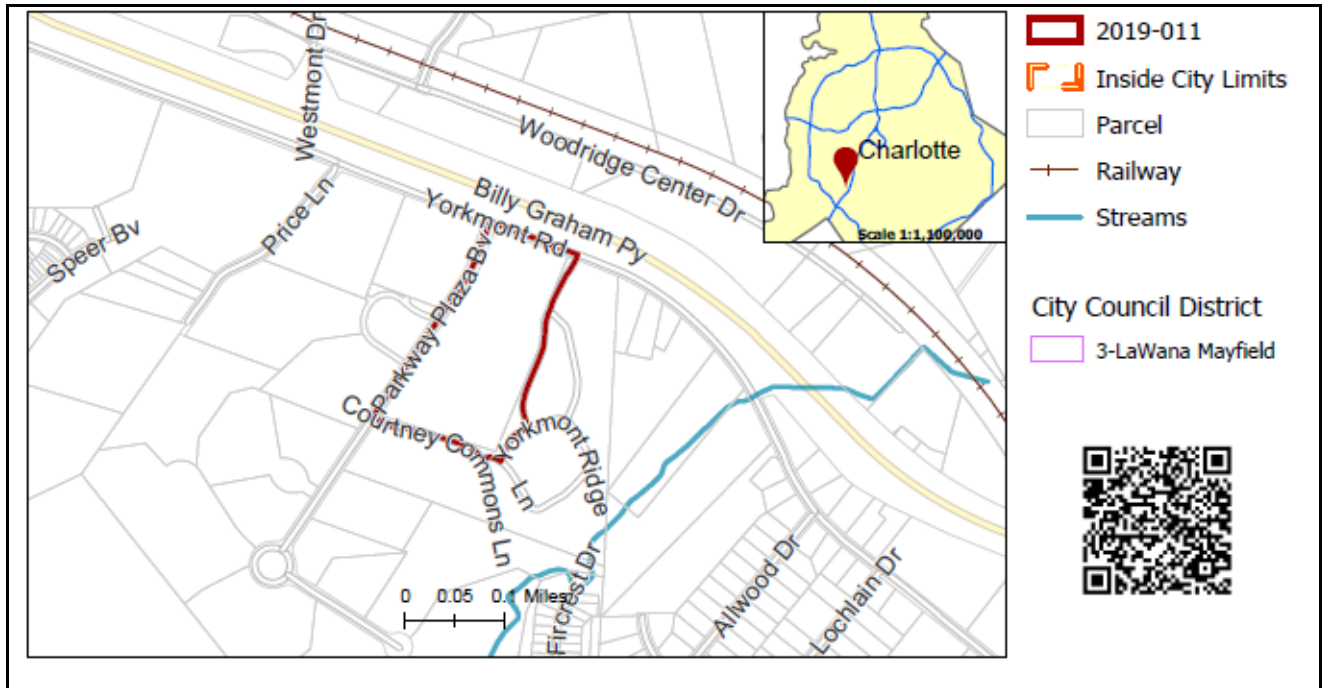 Westmont Dr
Woodridge Center Dr
Billy Graham Py
Yorkmont Rd
Price Ln
Speer Bv
Parkway Plaza Bv
Courtney Commons Ln
Yorkmont Ridge
Ln
Fircrest Dr
Allwood Dr
Lochlain Dr
0 0.05 0.1 Miles
Charlotte
Scale 1:1,100,000
2019-011
Inside City Limits
Parcel
Railway
Streams
City Council District
3-LaWana Mayfield